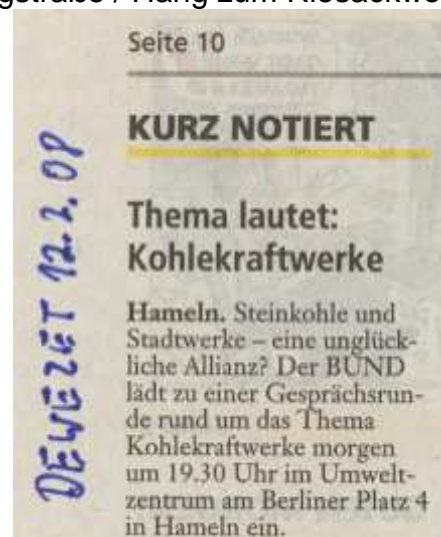 Seite 10
KURZ NOTIERT
DEWEZET 12.2.08
Thema lautet:
Kohlekraftwerke
Hameln. Steinkohle und
Stadtwerke – eine unglück-
liche Allianz? Der BUND
lädt zu einer Gesprächsrun-
de rund um das Thema
Kohlekraftwerke morgen
um 19.30 Uhr im Umwelt-
zentrum am Berliner Platz 4
in Hameln ein.